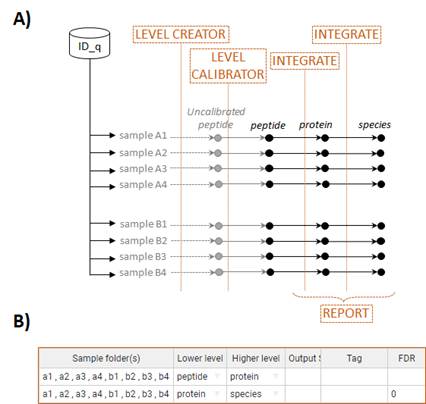 A)
ID_q
LEVEL CREATOR
INTEGRATE
LEVEL
CALIBRATOR
INTEGRATE
Uncalibrated
peptide
peptide
protein
species
sample A1
sample A2
sample A3
sample A4
sample B1
sample B2
sample B3
sample B4
REPORT
B)
Sample folder(s) Lower level Higher level Output Tag FDR
a1 , a2 , a3 , a4 , b1 , b2 , b3 , b4 peptide protein
a1 , a2 , a3 , a4 , b1 , b2 , b3 , b4 protein species 0